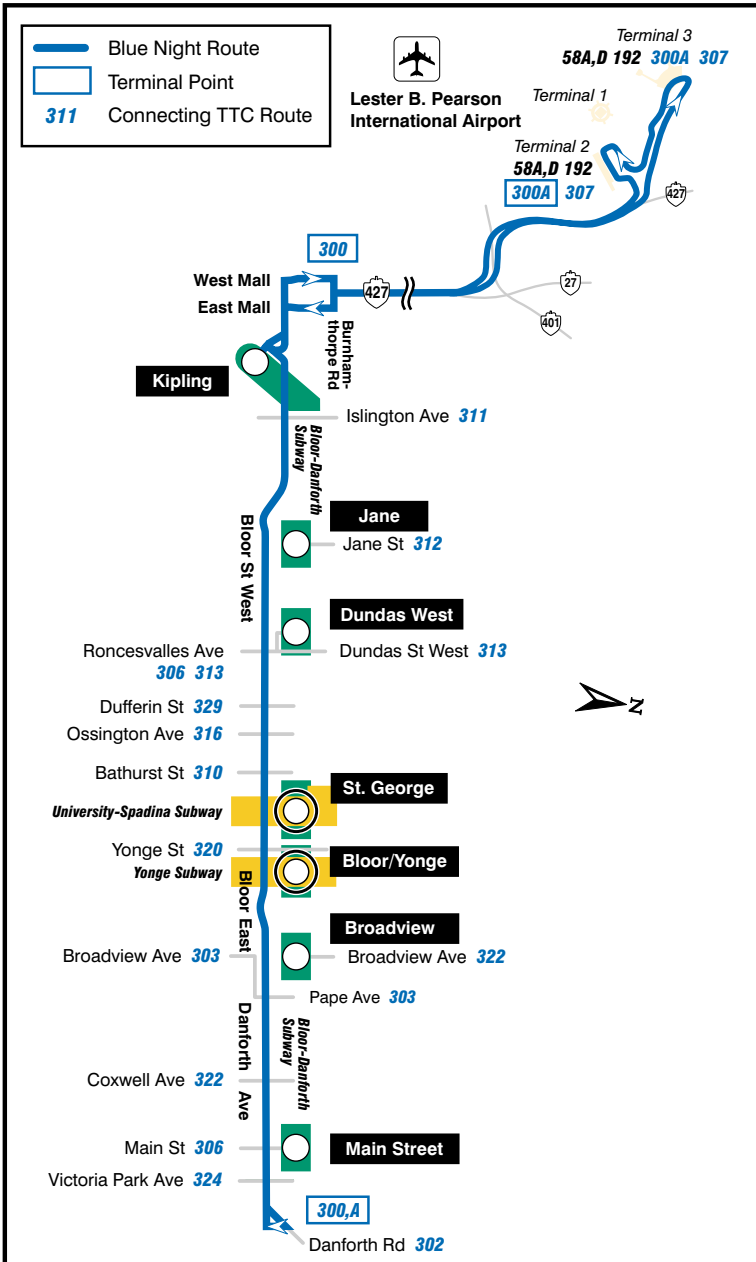 Blue Night Route
Terminal Point
311 Connecting TTC Route
Lester B. Pearson
International Airport
Terminal 3
58A,D 192 300A 307
Terminal 1
Terminal 2
58A,D 192
300A 307
427
27
401
300
West Mall
East Mall
427
Burnham-
thorpe Rd
Kipling
Islington Ave 311
Bloor-Danforth
Subway
Bloor St West
Jane
Jane St 312
Dundas West
Roncesvalles Ave
306 313
Dundas St West 313
Dufferin St 329
Ossington Ave 316
N
Bathurst St 310
St. George
University-Spadina Subway
Yonge St 320
Yonge Subway
Bloor/Yonge
Bloor East
Broadview
Broadview Ave 303
Broadview Ave 322
Pape Ave 303
Danforth Ave
Bloor-Danforth
Subway
Coxwell Ave 322
Main St 306
Main Street
Victoria Park Ave 324
300,A
Danforth Rd 302